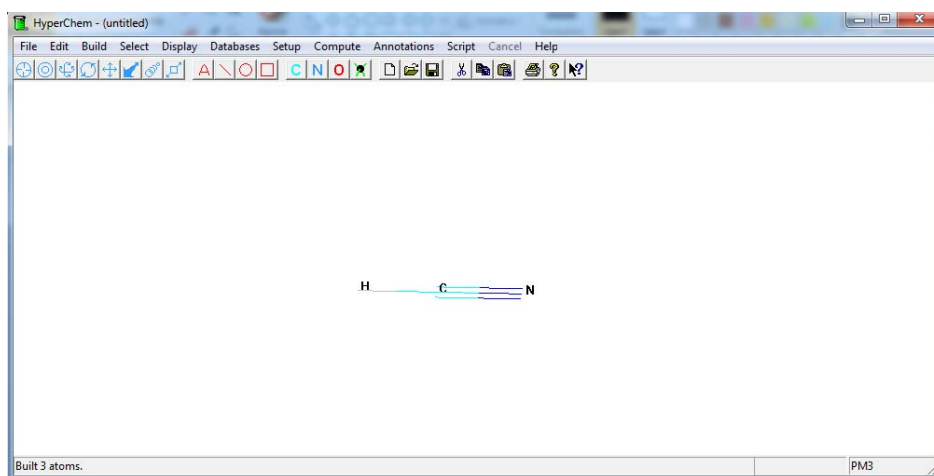 HyperChem - (untitled)
File Edit Build Select Display Databases Setup Compute Annotations Script Cancel Help
A C N O
H C N
Built 3 atoms. PM3